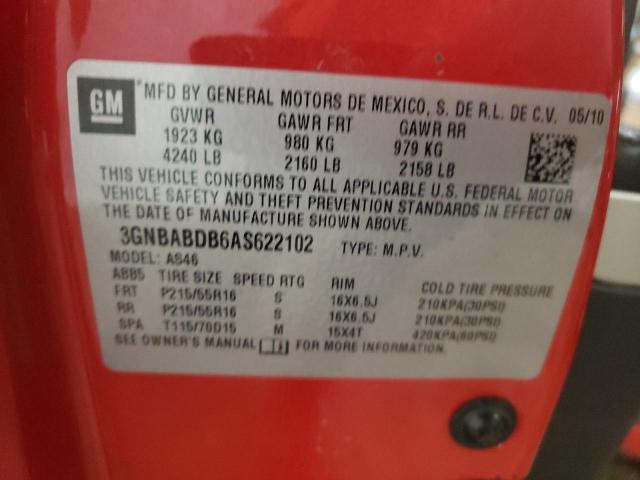 GM
MFD BY GENERAL MOTORS DE MEXICO, S. DE R.L. DE C.V. 05/10
GVWR GAWR FRT GAWR RR
1923 KG 980 KG 979 KG
4240 LB 2160 LB 2158 LB
THIS VEHICLE CONFORMS TO ALL APPLICABLE U.S. FEDERAL MOTOR
VEHICLE SAFETY AND THEFT PREVENTION STANDARDS IN EFFECT ON
THE DATE OF MANUFACTURE SHOWN ABOVE.
3GNBABDB6AS622102 TYPE: M.P.V.
MODEL: AS46
ABB5 TIRE SIZE SPEED RTG RIM COLD TIRE PRESSURE
FRT P215/55R16 S 16X6.5J 210KPA(30PSI)
RR P215/55R16 S 16X6.5J 210KPA(30PSI)
SPA T115/70D15 M 15X4T 420KPA(60PSI)
SEE OWNER'S MANUAL FOR MORE INFORMATION.